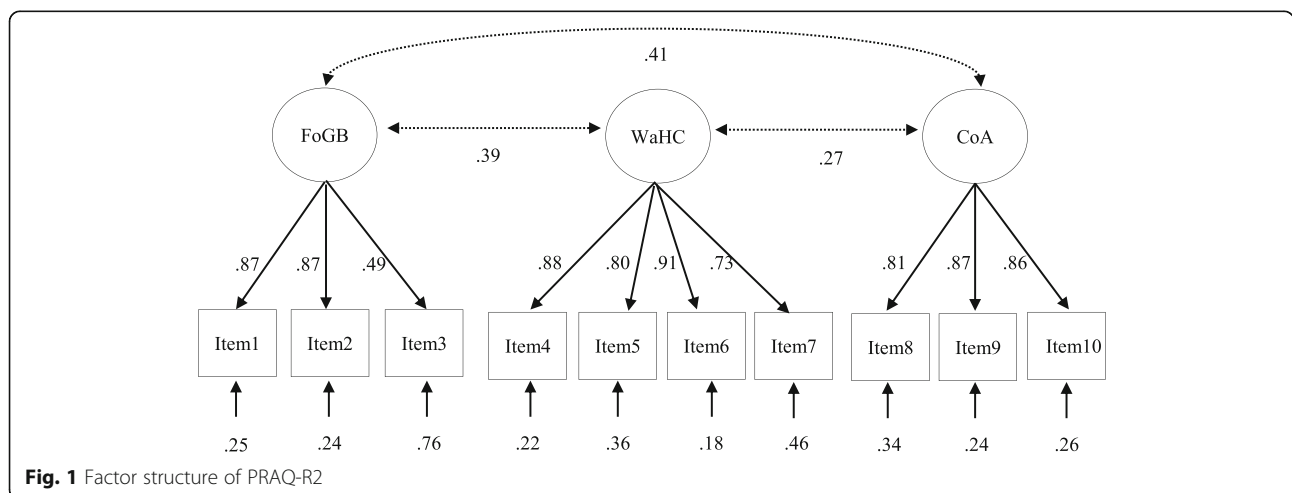 .41
FoGB WaHC CoA
.39 .27
.87 .87 .49 .88 .80 .91 .73 .81 .87 .86
Item1 Item2 Item3 Item4 Item5 Item6 Item7 Item8 Item9 Item10
.25 .24 .76 .22 .36 .18 .46 .34 .24 .26
Fig. 1 Factor structure of PRAQ-R2